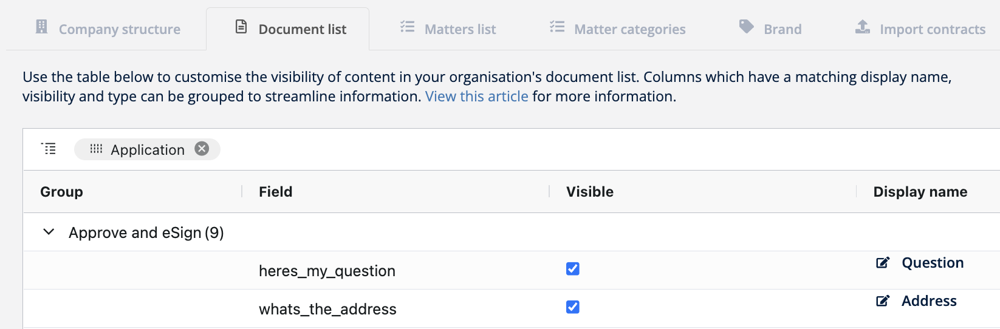 Company structure
Document list
Matters list
Matter categories
Brand
Import contracts
Use the table below to customise the visibility of content in your organisation's document list. Columns which have a matching display name,
visibility and type can be grouped to streamline information. View this article for more information.
Application
Group Field Visible Display name
Approve and eSign (9)
heres_my_question Question
whats_the_address Address